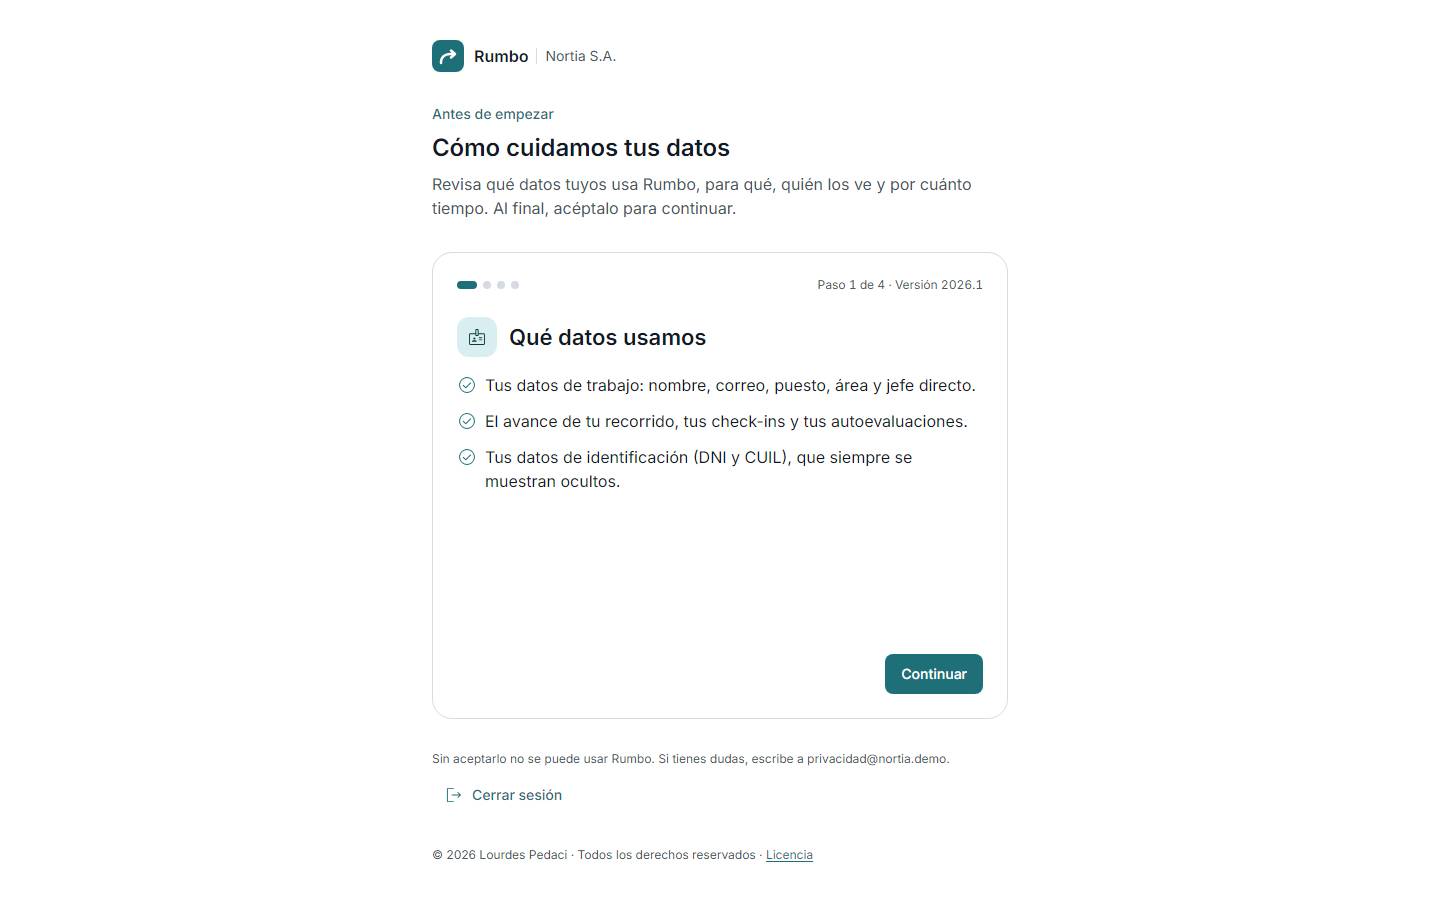 Rumbo
Nortia S.A.
Antes de empezar
Cómo cuidamos tus datos
Revisa qué datos tuyos usa Rumbo, para qué, quién los ve y por cuánto
tiempo. Al final, acéptalo para continuar.
Paso 1 de 4 · Versión 2026.1
Qué datos usamos
Tus datos de trabajo: nombre, correo, puesto, área y jefe directo.
El avance de tu recorrido, tus check-ins y tus autoevaluaciones.
Tus datos de identificación (DNI y CUIL), que siempre se
muestran ocultos.
Continuar
Sin aceptarlo no se puede usar Rumbo. Si tienes dudas, escribe a privacidad@nortia.demo.
Cerrar sesión
© 2026 Lourdes Pedaci · Todos los derechos reservados · Licencia